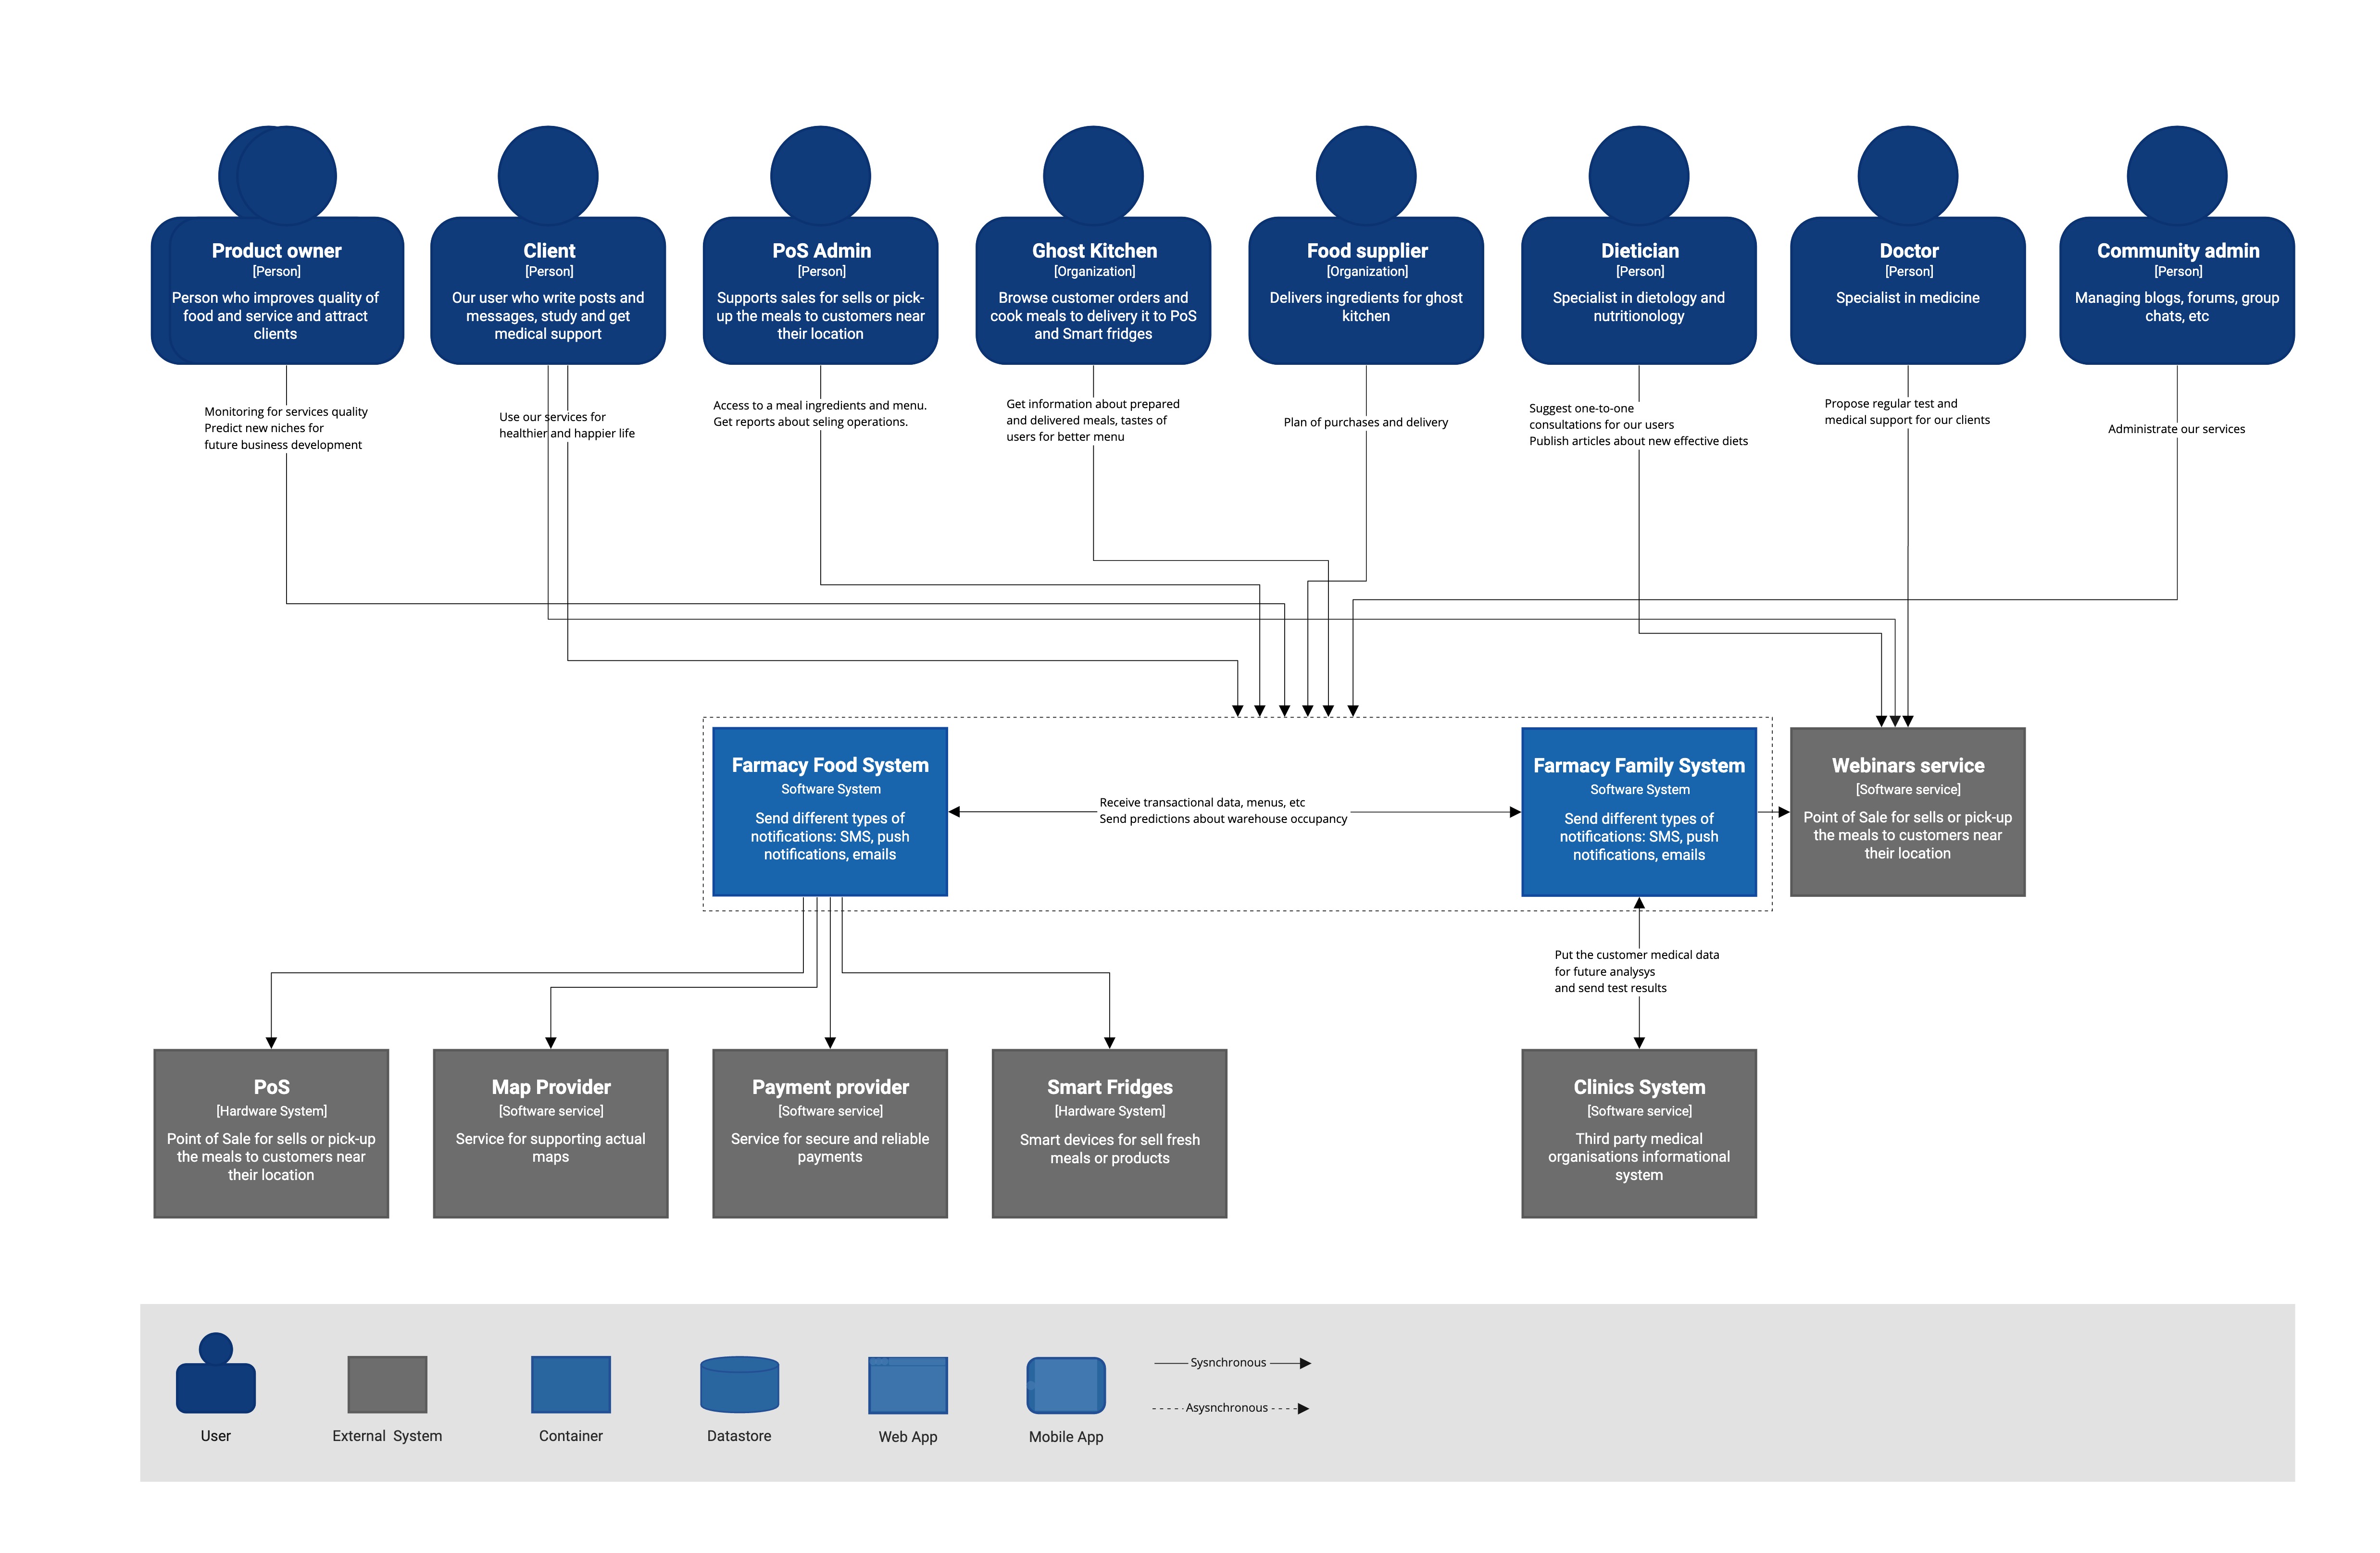 Product owner
[Person]
Person who improves quality of
food and service and attract
clients
Client
[Person]
Our user who write posts and
messages, study and get
medical support
PoS Admin
[Person]
Supports sales for sells or pick-
up the meals to customers near
their location
Ghost Kitchen
[Organization]
Browse customer orders and
cook meals to delivery it to PoS
and Smart fridges
Food supplier
[Organization]
Delivers ingredients for ghost
kitchen
Dietician
[Person]
Specialist in dietology and
nutritionology
Doctor
[Person]
Specialist in medicine
Community admin
[Person]
Managing blogs, forums, group
chats, etc
Monitoring for services quality
Predict new niches for
future business development
Use our services for
healthier and happier life
Access to a meal ingredients and menu.
Get reports about seling operations.
Get information about prepared
and delivered meals, tastes of
users for better menu
Plan of purchases and delivery
Suggest one-to-one
consultations for our users
Publish articles about new effective diets
Propose regular test and
medical support for our clients
Administrate our services
Farmacy Food System
Software System
Send different types of
notifications: SMS, push
notifications, emails
Receive transactional data, menus, etc
Send predictions about warehouse occupancy
Farmacy Family System
Software System
Send different types of
notifications: SMS, push
notifications, emails
Webinars service
[Software service]
Point of Sale for sells or pick-up
the meals to customers near
their location
Put the customer medical data
for future analysys
and send test results
PoS
[Hardware System]
Point of Sale for sells or pick-up
the meals to customers near
their location
Map Provider
[Software service]
Service for supporting actual
maps
Payment provider
[Software service]
Service for secure and reliable
payments
Smart Fridges
[Hardware System]
Smart devices for sell fresh
meals or products
Clinics System
[Software service]
Third party medical
organisations informational
system
User
External System
Container
Datastore
Web App
Mobile App
Sysnchronous
Asysnchronous